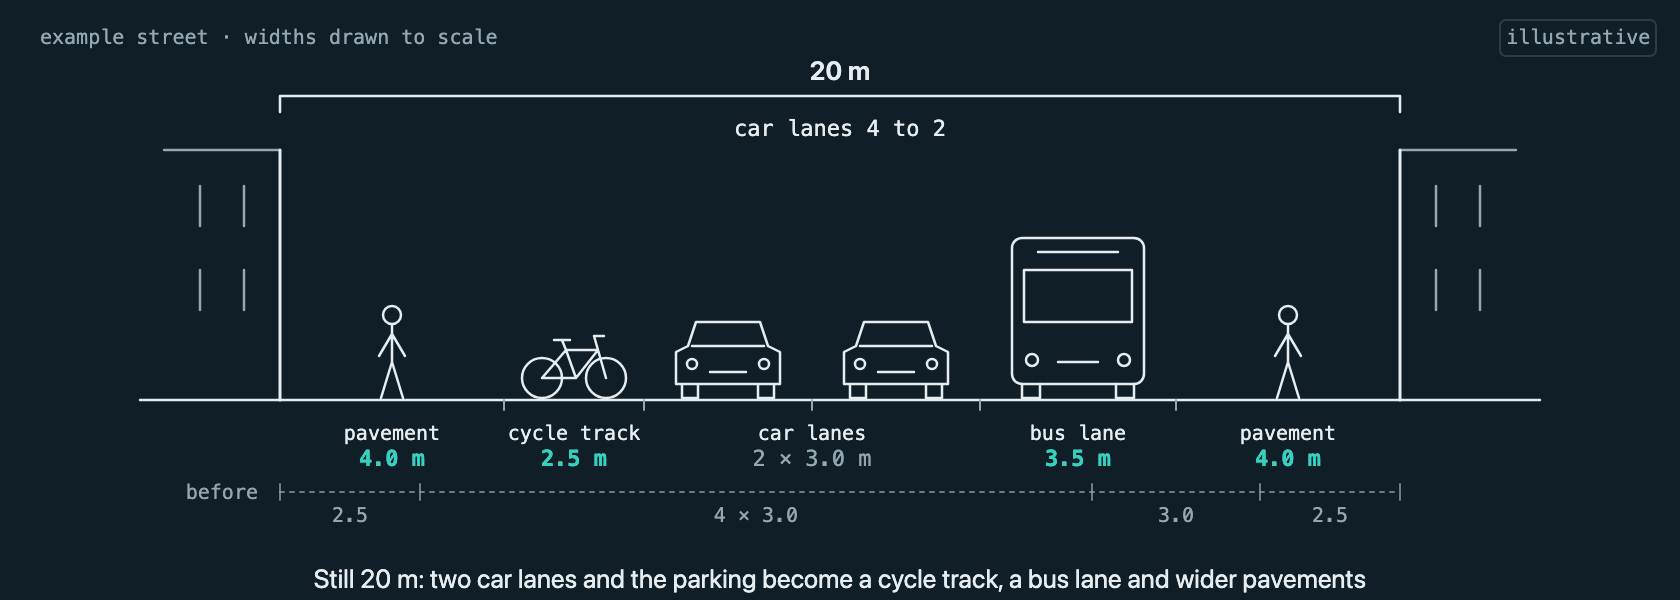 example street · widths drawn to scale
illustrative
20 m
car lanes 4 to 2
pavement
4.0 m
cycle track
2.5 m
car lanes
2 × 3.0 m
bus lane
3.5 m
pavement
4.0 m
before
2.5
4 × 3.0
3.0
2.5
Still 20 m: two car lanes and the parking become a cycle track, a bus lane and wider pavements